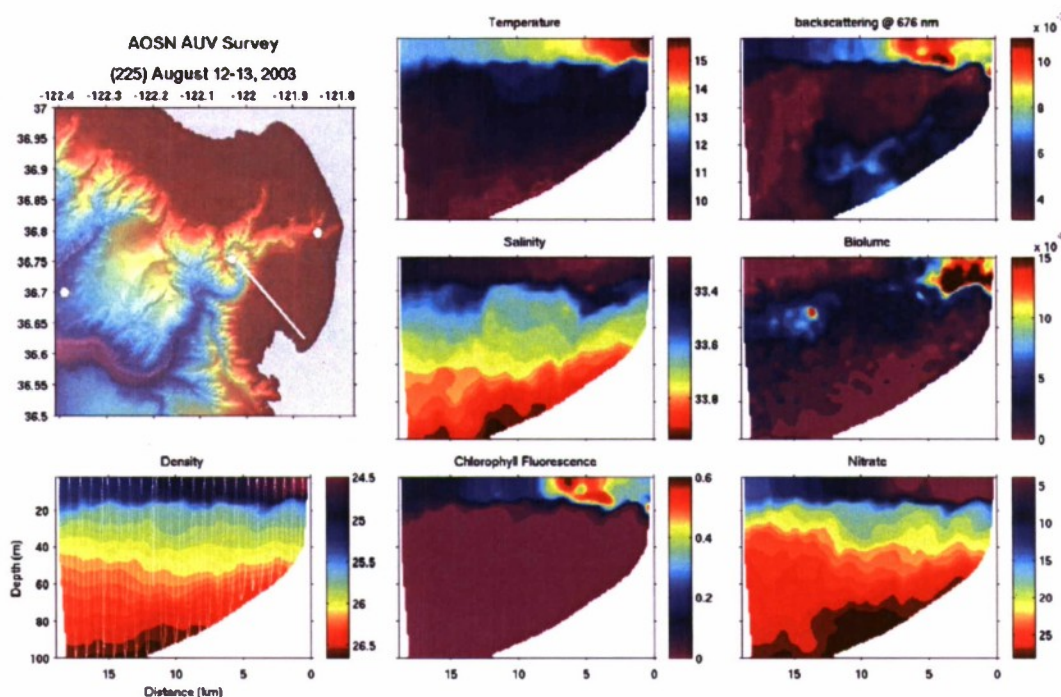 AOSN AUV Survey
(225) August 12-13, 2003
-122.4 -122.3 -122.2 -122.1 -122 -121.9 -121.8
37
36.95
36.9
36.85
36.8
36.75
36.7
36.65
36.6
36.55
36.5
Temperature
15
14
13
12
11
10
backscattering @ 676 nm
x 10
10
8
6
4
Salinity
33.4
33.6
33.8
Biolume
x 10
15
10
5
0
Density
20
40
60
80
100
Depth (m)
15 10 5 0
Distance (km)
24.5
25
25.5
26
26.5
Chlorophyll Fluorescence
15 10 5 0
0.6
0.4
0.2
0
Nitrate
15 10 5 0
5
10
15
20
25